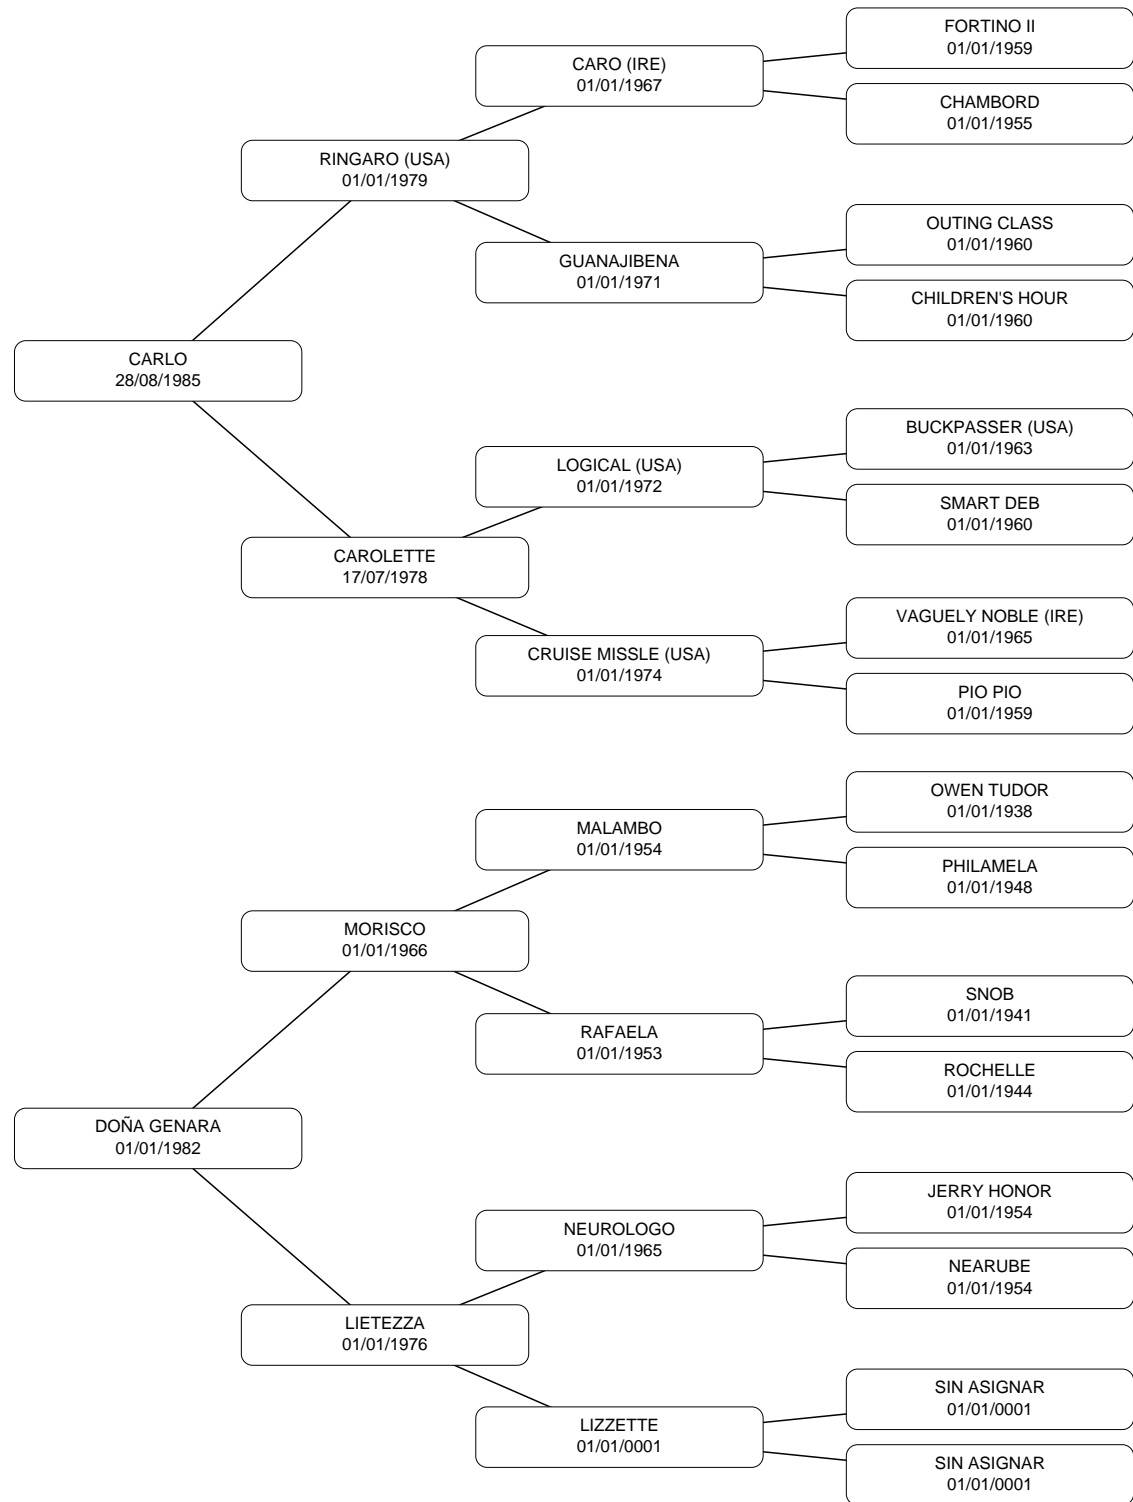 FORTINO II
01/01/1959
CARO (IRE)
01/01/1967
CHAMBORD
01/01/1955
RINGARO (USA)
01/01/1979
OUTING CLASS
01/01/1960
GUANAJIBENA
01/01/1971
CHILDREN'S HOUR
01/01/1960
CARLO
28/08/1985
BUCKPASSER (USA)
01/01/1963
LOGICAL (USA)
01/01/1972
SMART DEB
01/01/1960
CAROLETTE
17/07/1978
VAGUELY NOBLE (IRE)
01/01/1965
CRUISE MISSLE (USA)
01/01/1974
PIO PIO
01/01/1959
OWEN TUDOR
01/01/1938
MALAMBO
01/01/1954
PHILAMELA
01/01/1948
MORISCO
01/01/1966
SNOB
01/01/1941
RAFAELA
01/01/1953
ROCHELLE
01/01/1944
DOÑA GENARA
01/01/1982
JERRY HONOR
01/01/1954
NEUROLOGO
01/01/1965
NEARUBE
01/01/1954
LIETEZZA
01/01/1976
SIN ASIGNAR
01/01/0001
LIZZETTE
01/01/0001
SIN ASIGNAR
01/01/0001